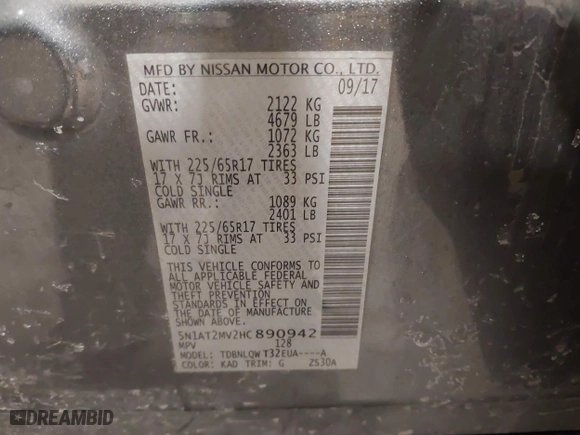 MFD BY NISSAN MOTOR CO., LTD.
DATE: 09/17
GVWR: 2122 KG
4679 LB
GAWR FR.: 1072 KG
2363 LB
WITH 225/65R17 TIRES
17 X 7J RIMS AT 33 PSI
COLD SINGLE
GAWR RR.: 1089 KG
2401 LB
WITH 225/65R17 TIRES
17 X 7J RIMS AT 33 PSI
COLD SINGLE
THIS VEHICLE CONFORMS TO
ALL APPLICABLE FEDERAL
MOTOR VEHICLE SAFETY AND
THEFT PREVENTION
STANDARDS IN EFFECT ON
THE DATE OF MANUFACTURE
SHOWN ABOVE.
5N1AT2MV2HC890942
MPV 128
MODEL: TDBNLQW T32EUA----A
COLOR: KAD TRIM: G ZS30A
DREAMBID